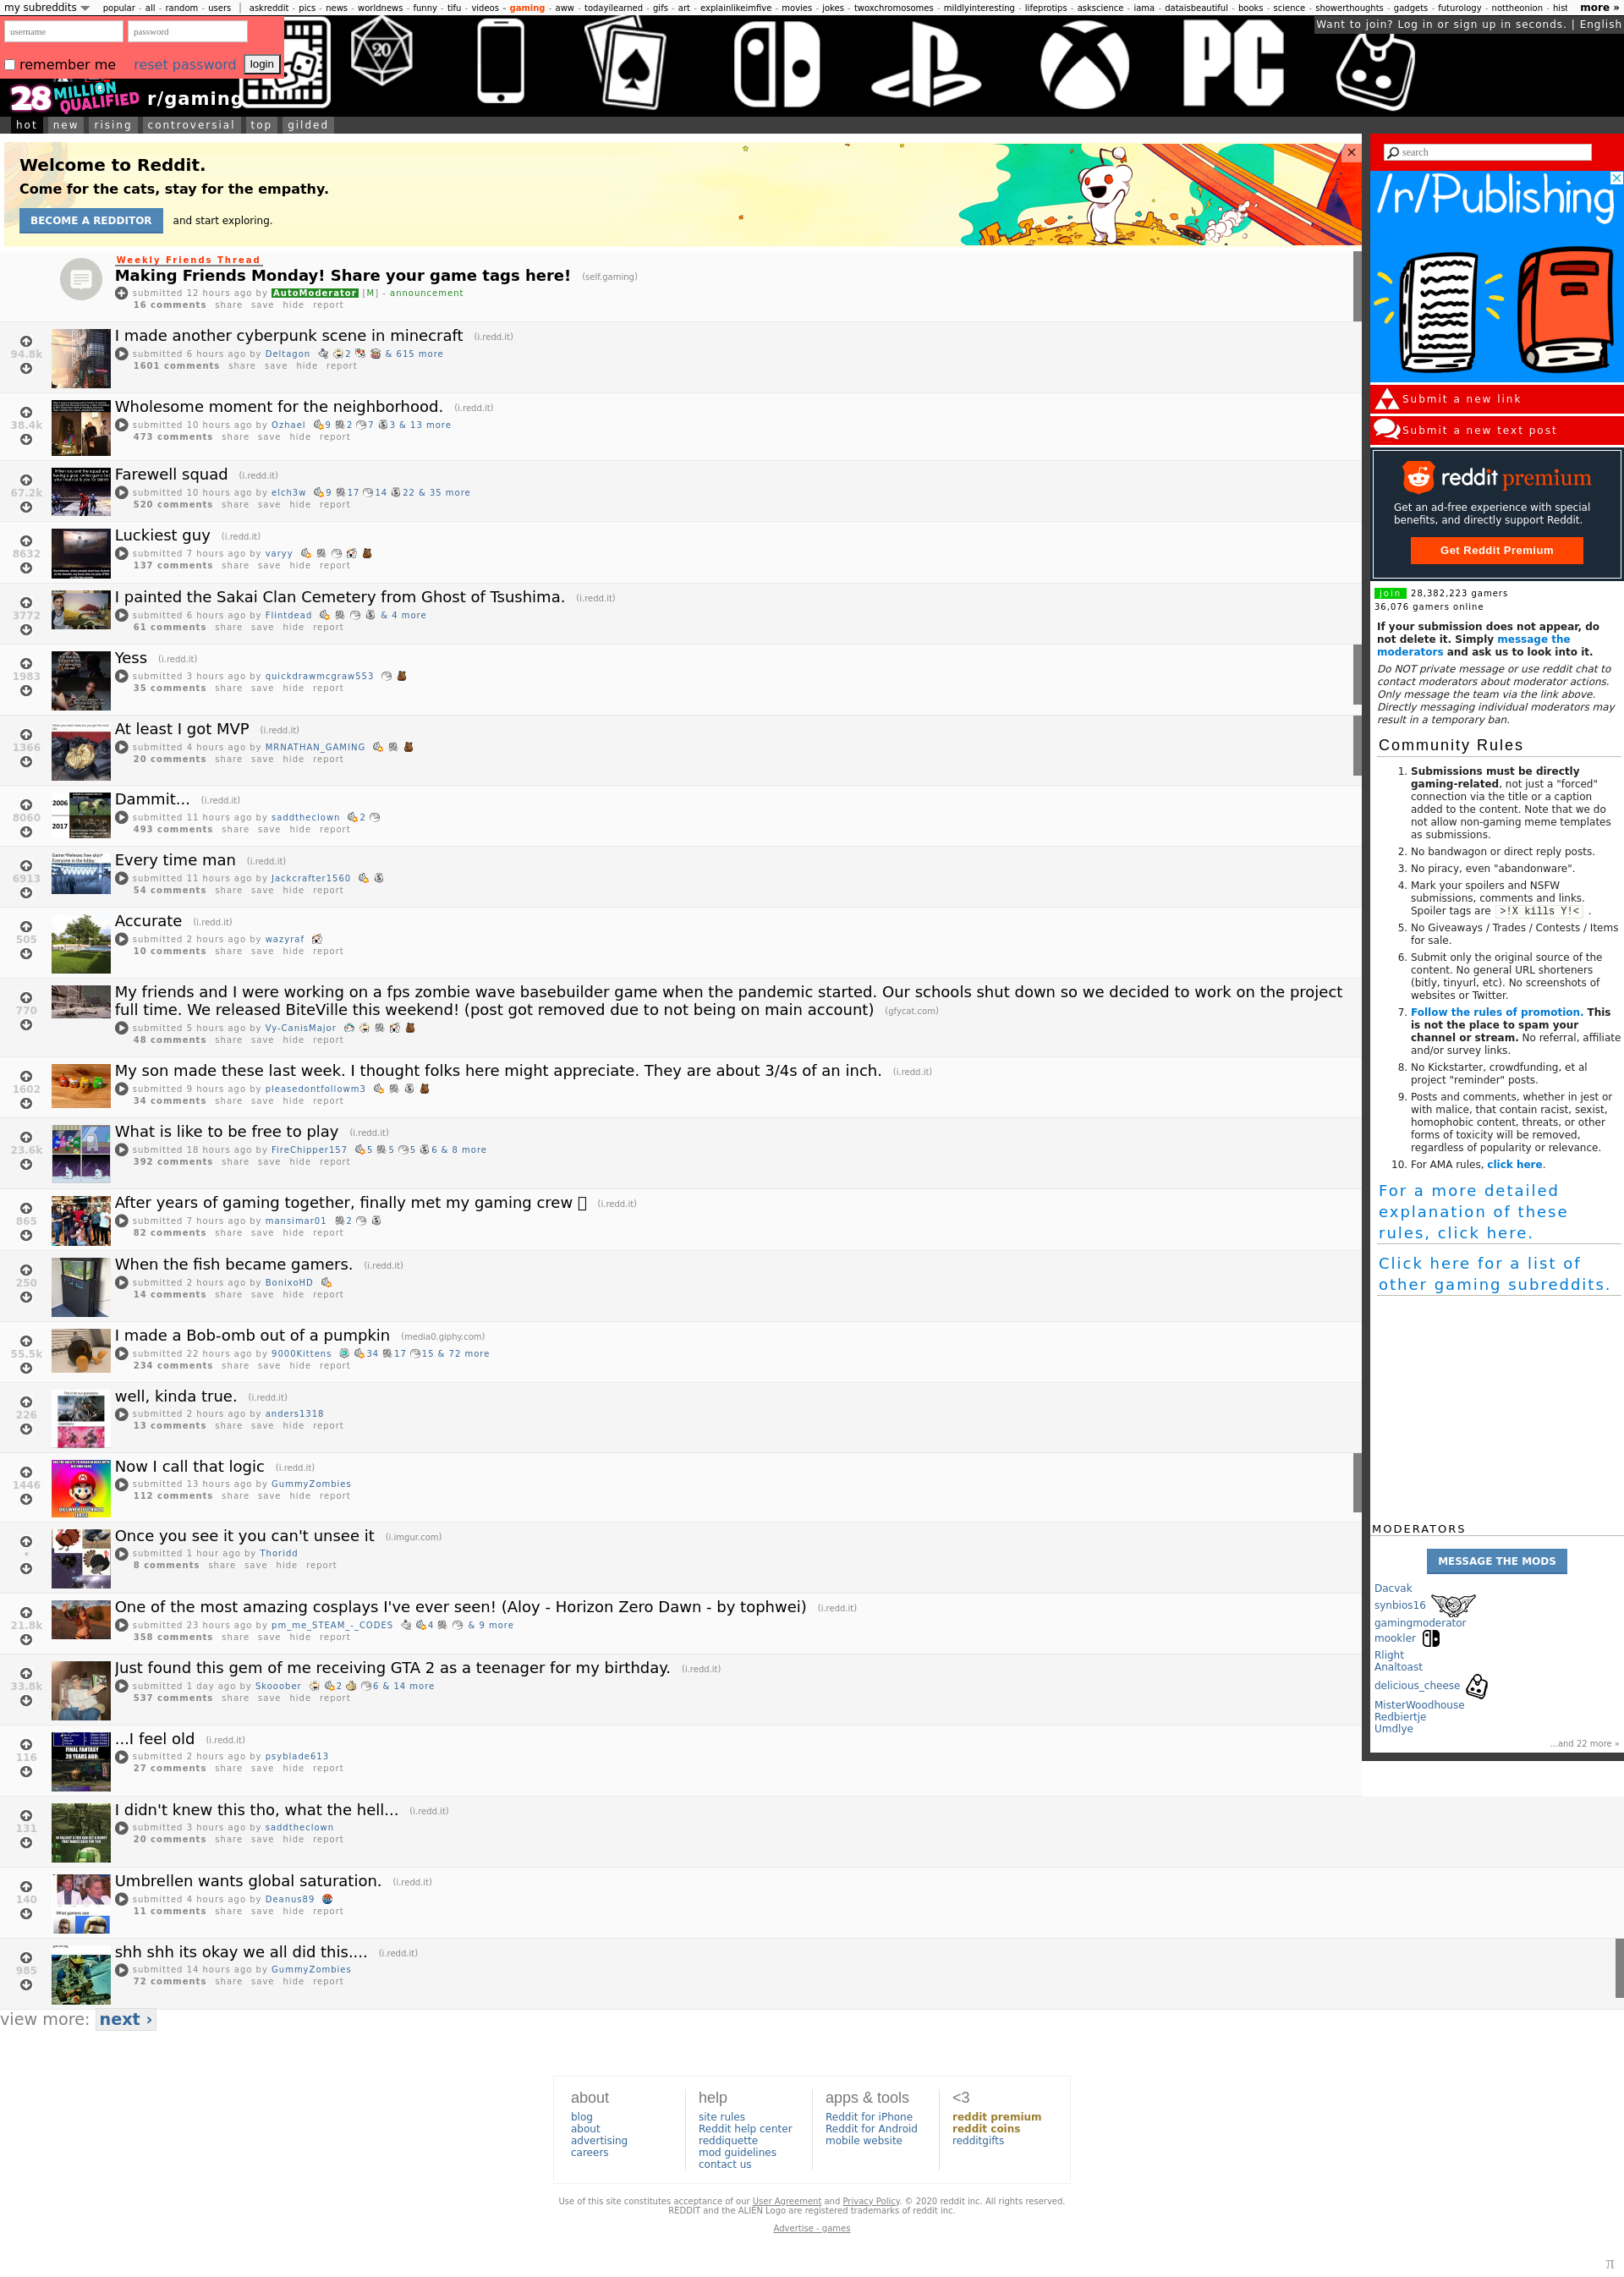 my subreddits
popular - all - random - users | askreddit - pics - news - worldnews - funny - tifu - videos - gaming - aww - todayilearned - gifs - art - explainlikeimfive - movies - jokes - twoxchromosomes - mildlyinteresting - lifeprotips - askscience - iama - dataisbeautiful - books - science - showerthoughts - gadgets - futurology - nottheonion - hist
more »
username
password
remember me
reset password
login
Want to join? Log in or sign up in seconds. | English
20
PC
28 MILLION QUALIFIED
r/gaming
hot new rising controversial top gilded
Welcome to Reddit.
Come for the cats, stay for the empathy.
BECOME A REDDITOR and start exploring.
Weekly Friends Thread
Making Friends Monday! Share your game tags here! (self.gaming)
submitted 12 hours ago by AutoModerator [M] - announcement
16 comments share save hide report
94.8k
I made another cyberpunk scene in minecraft (i.redd.it)
submitted 6 hours ago by Deltagon 2 & 615 more
1601 comments share save hide report
38.4k
Wholesome moment for the neighborhood. (i.redd.it)
submitted 10 hours ago by Ozhael 9 2 7 3 & 13 more
473 comments share save hide report
67.2k
Farewell squad (i.redd.it)
submitted 10 hours ago by elch3w 9 17 14 22 & 35 more
520 comments share save hide report
8632
Luckiest guy (i.redd.it)
submitted 7 hours ago by varyy
137 comments share save hide report
3772
I painted the Sakai Clan Cemetery from Ghost of Tsushima. (i.redd.it)
submitted 6 hours ago by Flintdead & 4 more
61 comments share save hide report
1983
Yess (i.redd.it)
submitted 3 hours ago by quickdrawmcgraw553
35 comments share save hide report
1366
At least I got MVP (i.redd.it)
submitted 4 hours ago by MRNATHAN_GAMING
20 comments share save hide report
8060
2006
2017
Dammit... (i.redd.it)
submitted 11 hours ago by saddtheclown 2
493 comments share save hide report
6913
Every time man (i.redd.it)
submitted 11 hours ago by Jackcrafter1560
54 comments share save hide report
505
Accurate (i.redd.it)
submitted 2 hours ago by wazyraf
10 comments share save hide report
770
My friends and I were working on a fps zombie wave basebuilder game when the pandemic started. Our schools shut down so we decided to work on the project
full time. We released BiteVille this weekend! (post got removed due to not being on main account) (gfycat.com)
submitted 5 hours ago by Vy-CanisMajor
48 comments share save hide report
1602
My son made these last week. I thought folks here might appreciate. They are about 3/4s of an inch. (i.redd.it)
submitted 9 hours ago by pleasedontfollowm3
34 comments share save hide report
23.6k
What is like to be free to play (i.redd.it)
submitted 18 hours ago by FireChipper157 5 5 5 6 & 8 more
392 comments share save hide report
865
After years of gaming together, finally met my gaming crew (i.redd.it)
submitted 7 hours ago by mansimar01 2
82 comments share save hide report
250
When the fish became gamers. (i.redd.it)
submitted 2 hours ago by BonixoHD
14 comments share save hide report
55.5k
I made a Bob-omb out of a pumpkin (media0.giphy.com)
submitted 22 hours ago by 9000Kittens 34 17 15 & 72 more
234 comments share save hide report
226
well, kinda true. (i.redd.it)
submitted 2 hours ago by anders1318
13 comments share save hide report
1446
Now I call that logic (i.redd.it)
submitted 13 hours ago by GummyZombies
112 comments share save hide report
•
Once you see it you can't unsee it (i.imgur.com)
submitted 1 hour ago by Thoridd
8 comments share save hide report
21.8k
One of the most amazing cosplays I've ever seen! (Aloy - Horizon Zero Dawn - by tophwei) (i.redd.it)
submitted 23 hours ago by pm_me_STEAM_-_CODES 4 & 9 more
358 comments share save hide report
33.8k
Just found this gem of me receiving GTA 2 as a teenager for my birthday. (i.redd.it)
submitted 1 day ago by Skooober 2 6 & 14 more
537 comments share save hide report
116
FINAL FANTASY
20 YEARS AGO
...I feel old (i.redd.it)
submitted 2 hours ago by psyblade613
27 comments share save hide report
131
I didn't knew this tho, what the hell... (i.redd.it)
submitted 3 hours ago by saddtheclown
20 comments share save hide report
140
What gamers see
Umbrellen wants global saturation. (i.redd.it)
submitted 4 hours ago by Deanus89
11 comments share save hide report
985
shh shh its okay we all did this.... (i.redd.it)
submitted 14 hours ago by GummyZombies
72 comments share save hide report
view more: next ›
search
/r/Publishing
Submit a new link
Submit a new text post
reddit premium
Get an ad-free experience with special
benefits, and directly support Reddit.
Get Reddit Premium
join 28,382,223 gamers
36,076 gamers online
If your submission does not appear, do
not delete it. Simply message the
moderators and ask us to look into it.
Do NOT private message or use reddit chat to
contact moderators about moderator actions.
Only message the team via the link above.
Directly messaging individual moderators may
result in a temporary ban.
Community Rules
1. Submissions must be directly
gaming-related, not just a "forced"
connection via the title or a caption
added to the content. Note that we do
not allow non-gaming meme templates
as submissions.
2. No bandwagon or direct reply posts.
3. No piracy, even "abandonware".
4. Mark your spoilers and NSFW
submissions, comments and links.
Spoiler tags are >!X kills Y!< .
5. No Giveaways / Trades / Contests / Items
for sale.
6. Submit only the original source of the
content. No general URL shorteners
(bitly, tinyurl, etc). No screenshots of
websites or Twitter.
7. Follow the rules of promotion. This
is not the place to spam your
channel or stream. No referral, affiliate
and/or survey links.
8. No Kickstarter, crowdfunding, et al
project "reminder" posts.
9. Posts and comments, whether in jest or
with malice, that contain racist, sexist,
homophobic content, threats, or other
forms of toxicity will be removed,
regardless of popularity or relevance.
10. For AMA rules, click here.
For a more detailed
explanation of these
rules, click here.
Click here for a list of
other gaming subreddits.
MODERATORS
MESSAGE THE MODS
Dacvak
synbios16
gamingmoderator
mookler
Rlight
Analtoast
delicious_cheese
MisterWoodhouse
Redbiertje
Umdlye
...and 22 more »
about
blog
about
advertising
careers
help
site rules
Reddit help center
reddiquette
mod guidelines
contact us
apps & tools
Reddit for iPhone
Reddit for Android
mobile website
<3
reddit premium
reddit coins
redditgifts
Use of this site constitutes acceptance of our User Agreement and Privacy Policy. © 2020 reddit inc. All rights reserved.
REDDIT and the ALIEN Logo are registered trademarks of reddit inc.
Advertise - games
π